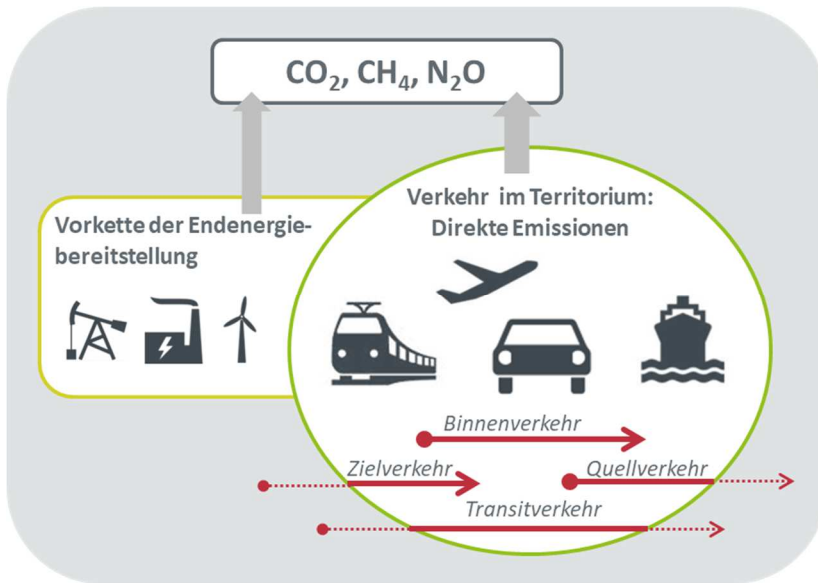 CO₂, CH₄, N₂O
Vorkette der Endenergie-
bereitstellung
Verkehr im Territorium:
Direkte Emissionen
Binnenverkehr
Zielverkehr
Quellverkehr
Transitverkehr